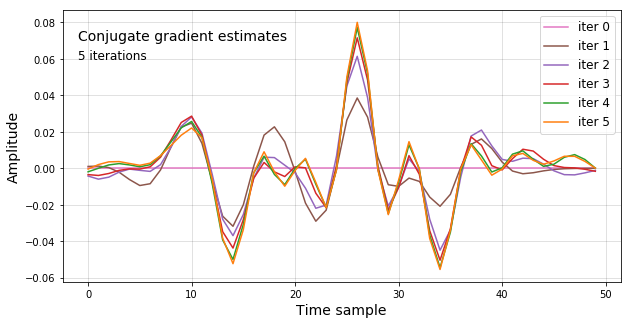 Conjugate gradient estimates
5 iterations
iter 0
iter 1
iter 2
iter 3
iter 4
iter 5
0.08
0.06
0.04
0.02
0.00
−0.02
−0.04
−0.06
Amplitude
0 10 20 30 40 50
Time sample